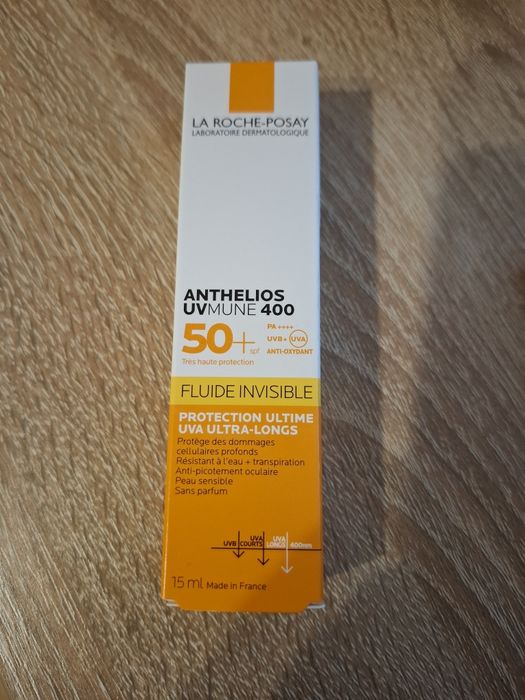 LA ROCHE-POSAY
LABORATOIRE DERMATOLOGIQUE
ANTHELIOS
UVMUNE 400
50+ spf
PA ++++
UVB + UVA
ANTI-OXYDANT
Très haute protection
FLUIDE INVISIBLE
PROTECTION ULTIME
UVA ULTRA-LONGS
Protège des dommages
cellulaires profonds
Résistant à l'eau + transpiration
Anti-picotement oculaire
Peau sensible
Sans parfum
UVB
UVA
COURTS
UVA
LONGS
400nm
15 ml Made in France